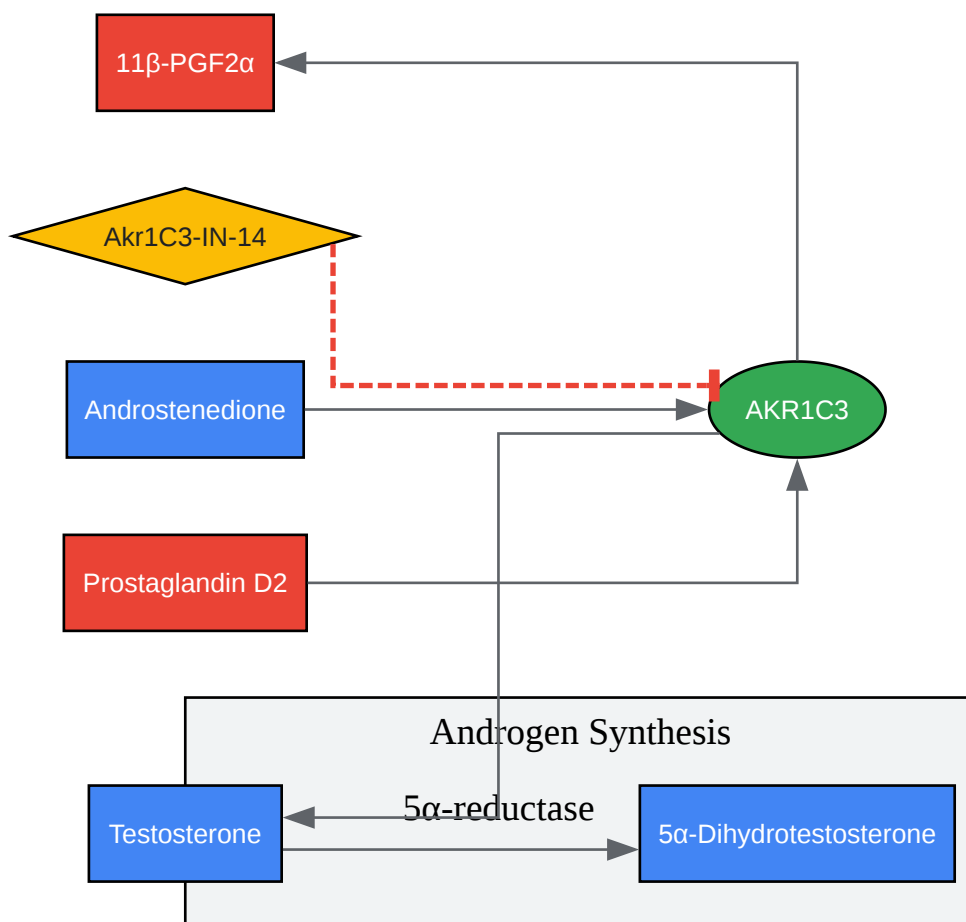 11β-PGF2α
Akr1C3-IN-14
Androstenedione
AKR1C3
Prostaglandin D2
Androgen Synthesis
5α-reductase
Testosterone
5α-Dihydrotestosterone